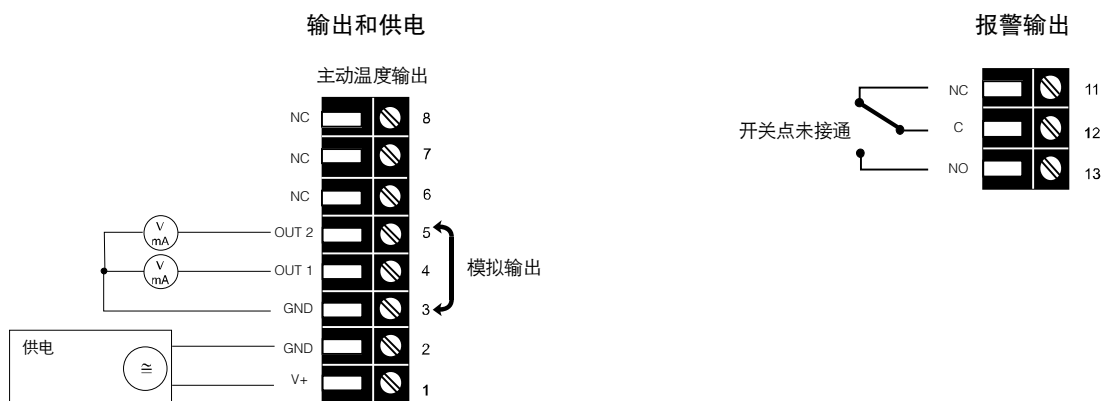 输出和供电
主动温度输出
NC 8
NC 7
NC 6
V
mA
OUT 2 5
V
mA
OUT 1 4
模拟输出
GND 3
供电
≅
GND 2
V+ 1
报警输出
NC 11
开关点未接通
C 12
NO 13